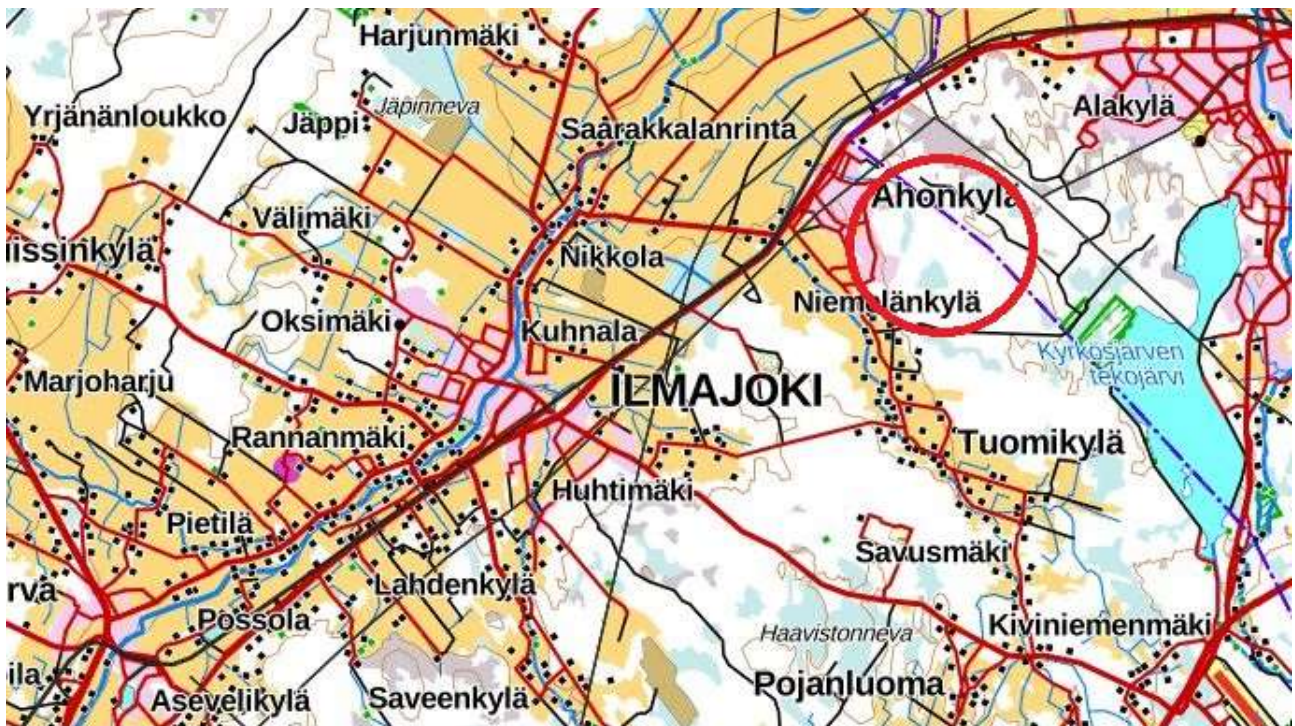 Harjunmäki
Yrjänänloukko
Jäppi
Jäpinneva
Saarakkalanrinta
Alakylä
Ahonkylä
Välimäki
uissinkylä
Nikkola
Niemelänkylä
Oksimäki
Kuhnala
Kyrkösjärven
tekojärvi
Marjoharju
ILMAJOKI
Rannanmäki
Tuomikylä
Huhtimäki
Pietilä
Savusmäki
Lahdenkylä
rva
Possola
Haavistonneva
Kiviniemenmäki
ila
Asevelikylä
Saveenkylä
Pojanluoma